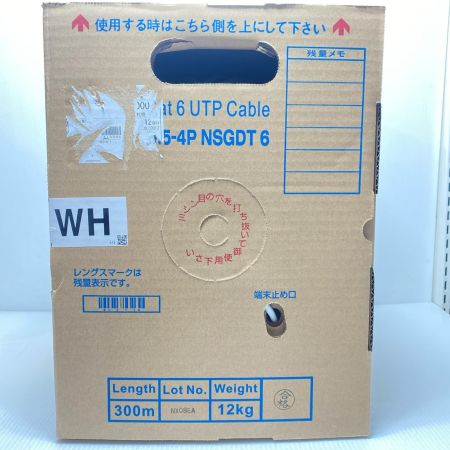 使用する時はこちら側を上にして下さい
残量メモ
Cat 6 UTP Cable
.5-4P NSGDT 6
WH
ミシン目の穴を打ち抜いて御使用下さい
レングスマークは
残量表示です。
端末止め口
Length Lot No. Weight
300m NX08EA 12kg
合格